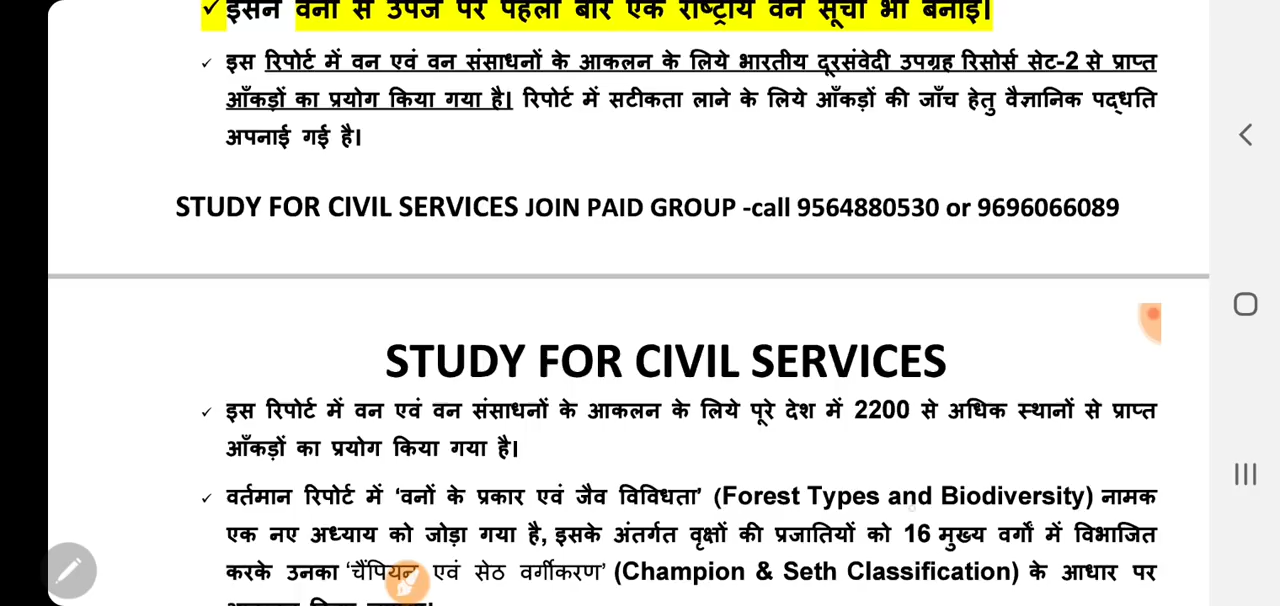 ✓ इसने वनों से उपज पर पहली बार एक राष्ट्रीय वन सूची भी बनाई।
✓ इस रिपोर्ट में वन एवं वन संसाधनों के आकलन के लिये भारतीय दूरसंवेदी उपग्रह रिसोर्स सेट-2 से प्राप्त
आँकड़ों का प्रयोग किया गया है। रिपोर्ट में सटीकता लाने के लिये आँकड़ों की जाँच हेतु वैज्ञानिक पद्धति
अपनाई गई है।
STUDY FOR CIVIL SERVICES JOIN PAID GROUP -call 9564880530 or 9696066089
STUDY FOR CIVIL SERVICES
✓ इस रिपोर्ट में वन एवं वन संसाधनों के आकलन के लिये पूरे देश में 2200 से अधिक स्थानों से प्राप्त
आँकड़ों का प्रयोग किया गया है।
✓ वर्तमान रिपोर्ट में ‘वनों के प्रकार एवं जैव विविधता’ (Forest Types and Biodiversity) नामक
एक नए अध्याय को जोड़ा गया है, इसके अंतर्गत वृक्षों की प्रजातियों को 16 मुख्य वर्गों में विभाजित
करके उनका ‘चैंपियन एवं सेठ वर्गीकरण’ (Champion & Seth Classification) के आधार पर